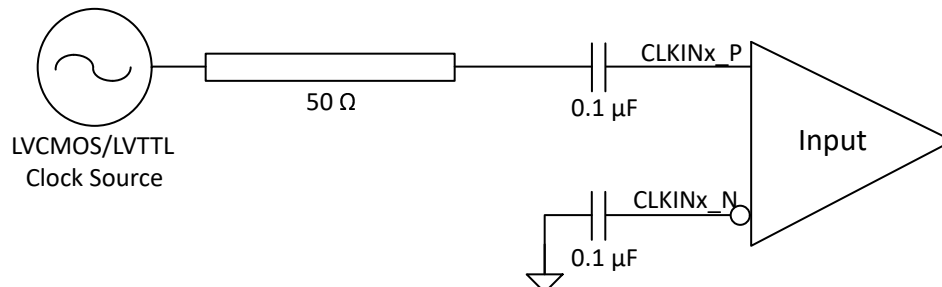 CLKINx_P
50 Ω
0.1 µF
LVCMOS/LVTTL
Clock Source
Input
CLKINx_N
0.1 µF